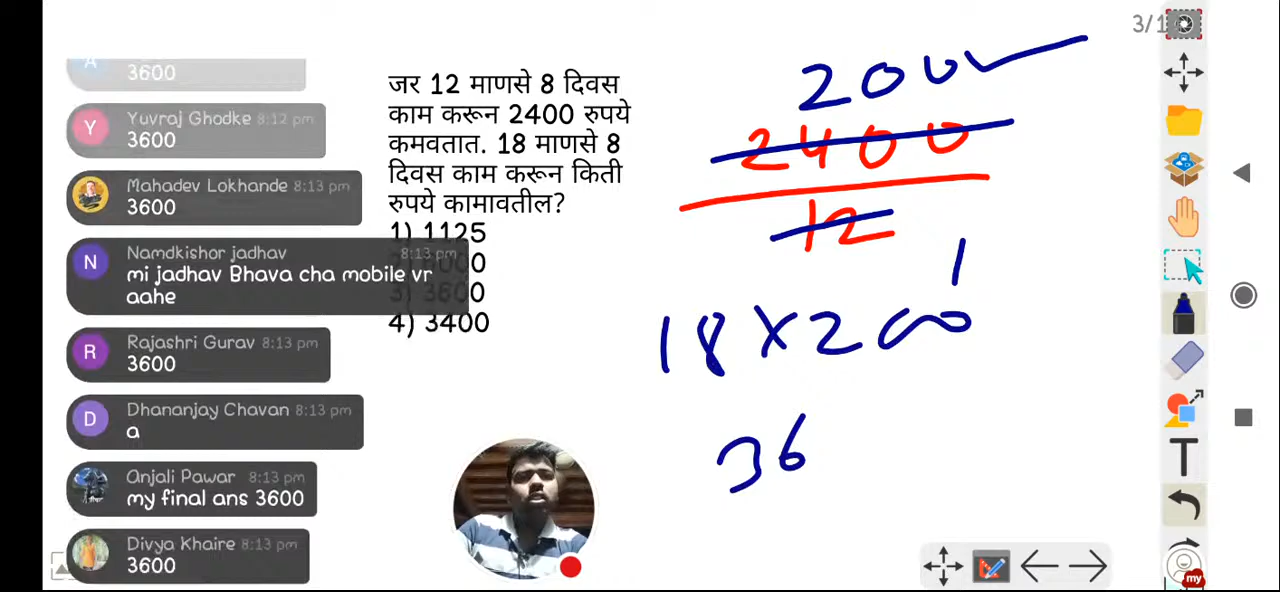 3/1
3600
Yuvraj Ghodke 8:12 pm
3600
Mahadev Lokhande 8:13 pm
3600
Namdkishor jadhav 8:13 pm
mi jadhav Bhava cha mobile vr
aahe
Rajashri Gurav 8:13 pm
3600
Dhananjay Chavan 8:13 pm
a
Anjali Pawar 8:13 pm
my final ans 3600
Divya Khaire 8:13 pm
3600
जर 12 माणसे 8 दिवस
काम करून 2400 रुपये
कमवतात. 18 माणसे 8
दिवस काम करून किती
रुपये कामावतील?
1) 1125
3) 3600
4) 3400
200
2400
12
1
18 x 200
36
T
my